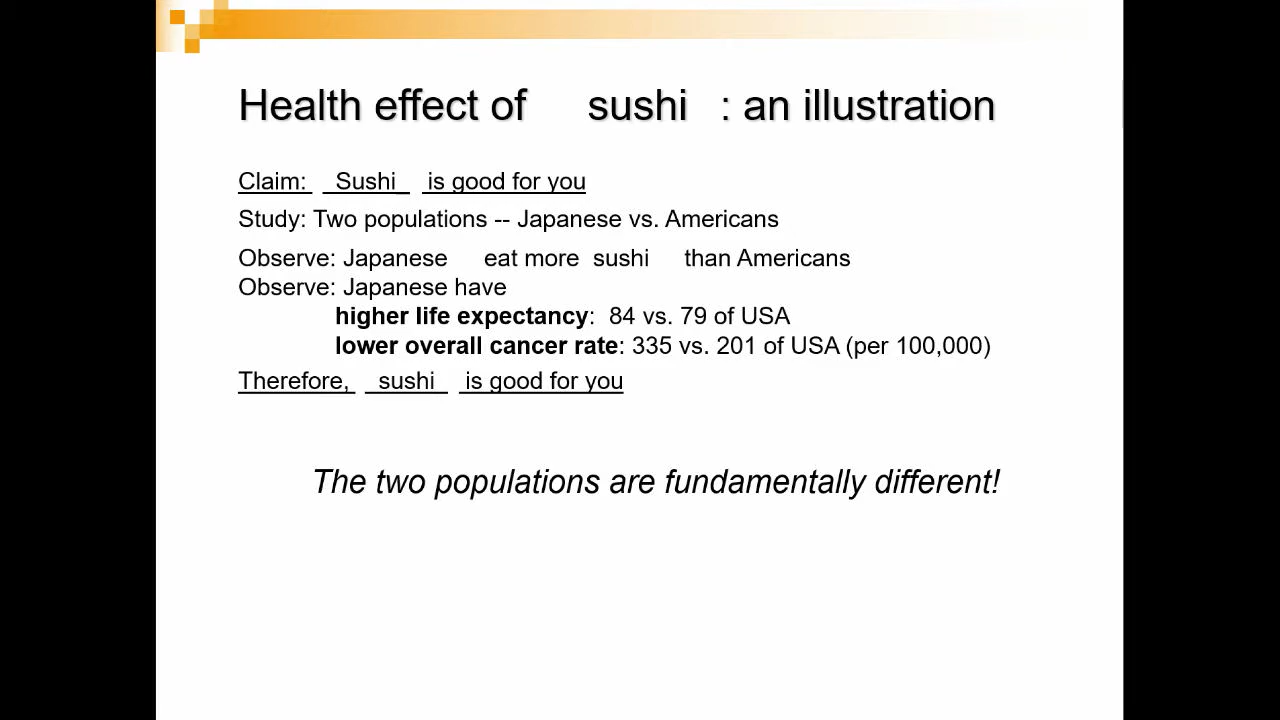 Health effect of sushi : an illustration
Claim: _Sushi_ is good for you
Study: Two populations -- Japanese vs. Americans
Observe: Japanese eat more sushi than Americans
Observe: Japanese have
higher life expectancy: 84 vs. 79 of USA
lower overall cancer rate: 335 vs. 201 of USA (per 100,000)
Therefore, _sushi_ is good for you
The two populations are fundamentally different!